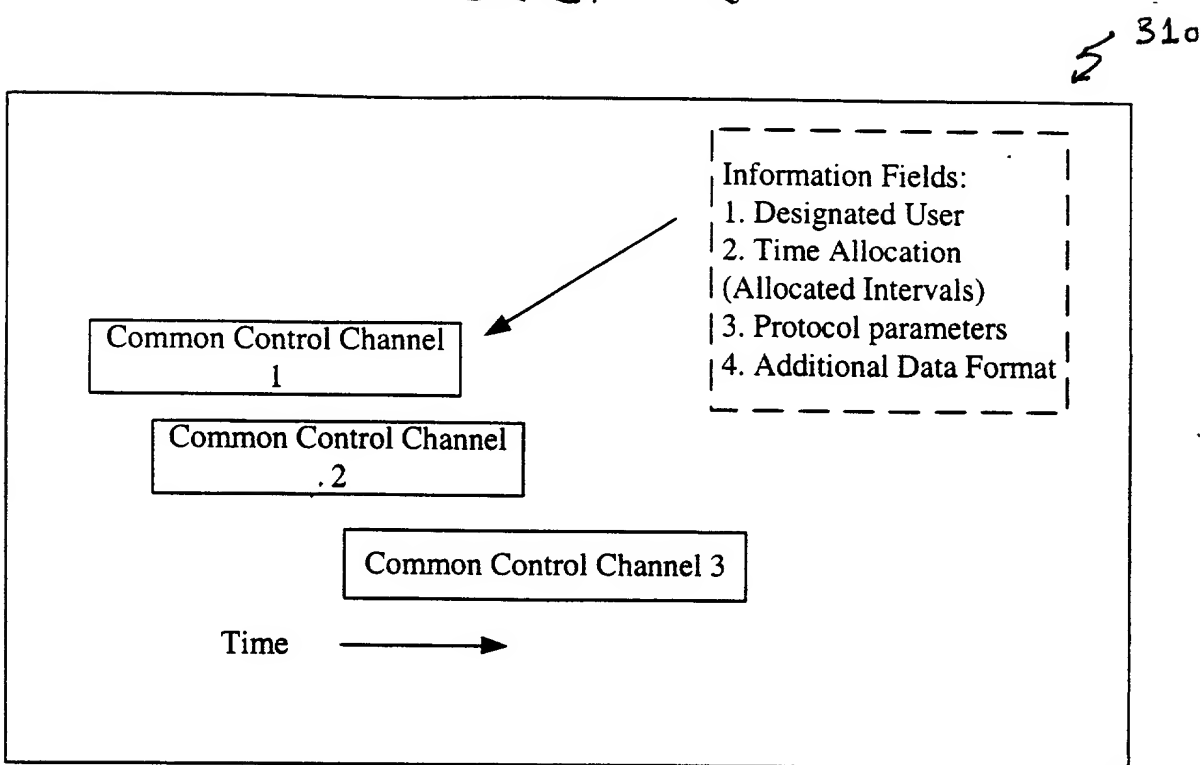 310
Information Fields:
1. Designated User
2. Time Allocation
(Allocated Intervals)
3. Protocol parameters
4. Additional Data Format
Common Control Channel
1
Common Control Channel
. 2
Common Control Channel 3
Time